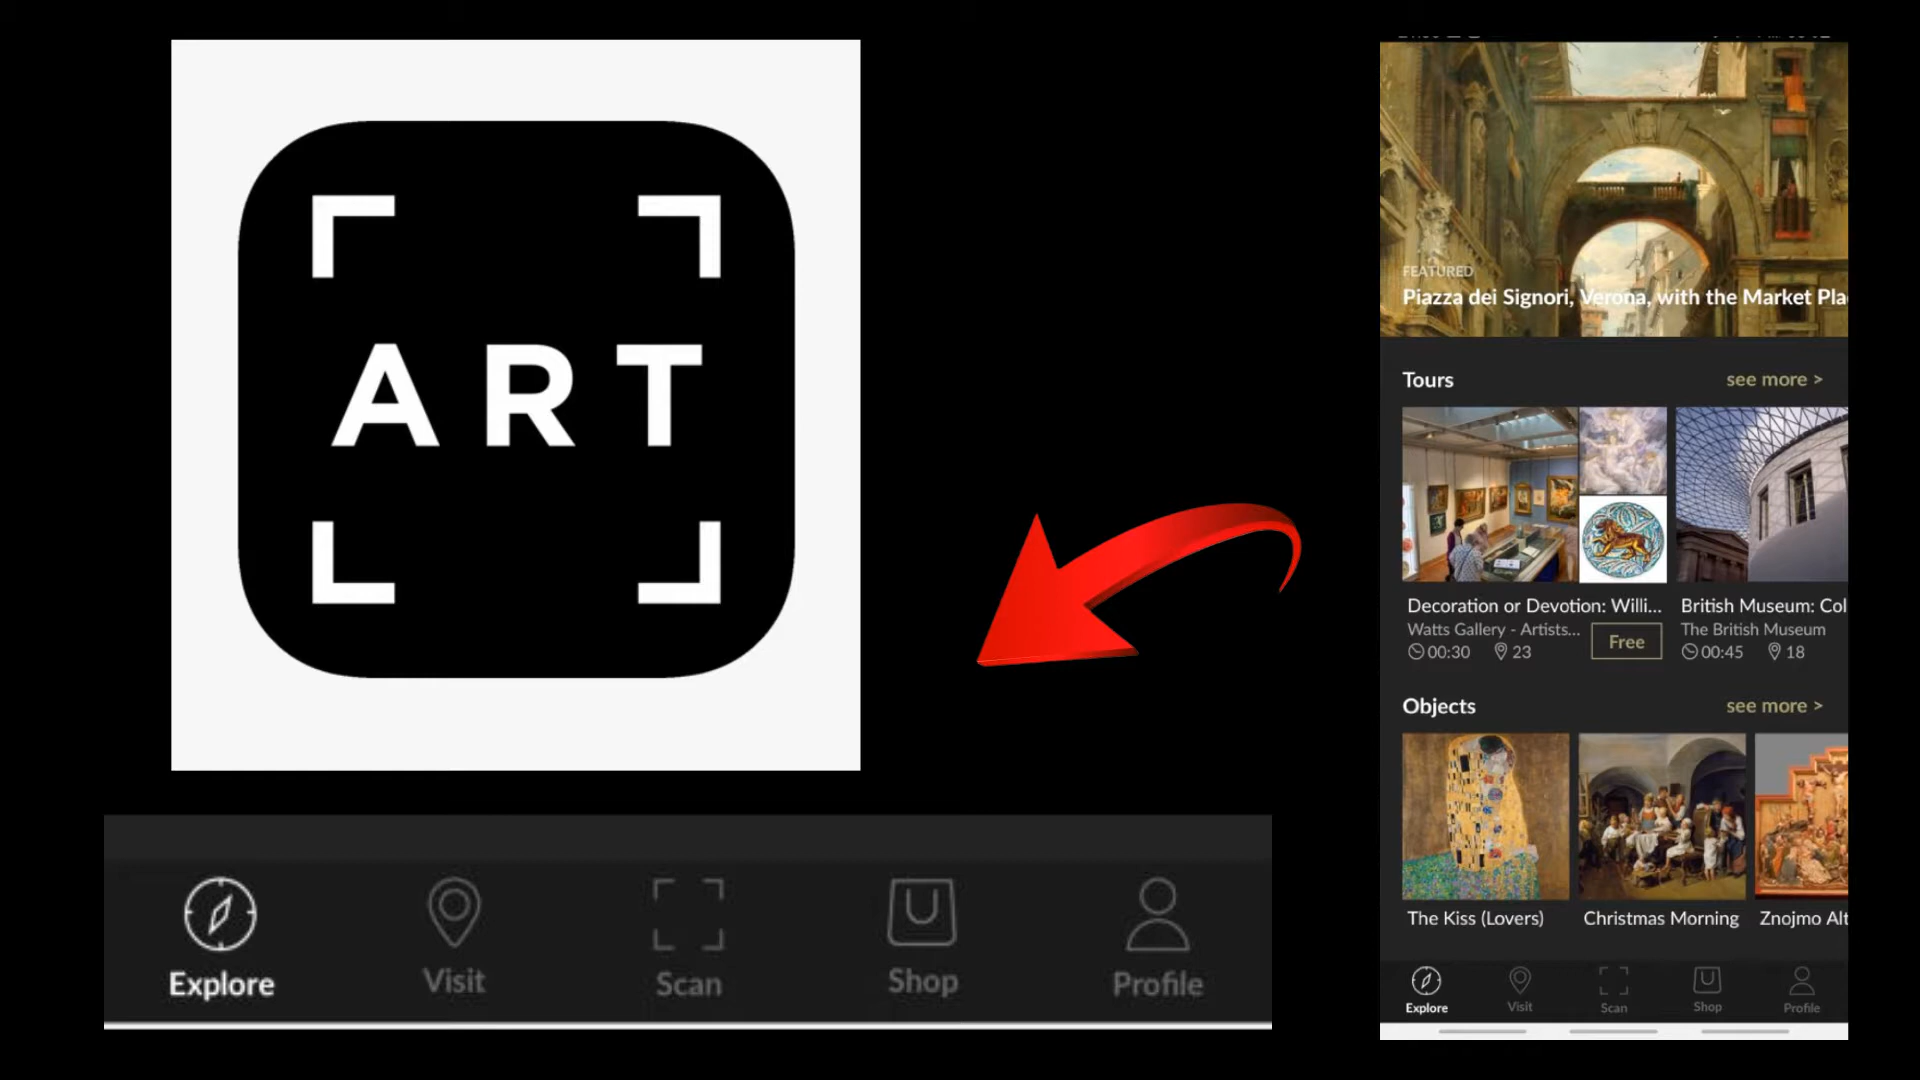 ART
Explore
Visit
Scan
Shop
Profile
FEATURED
Piazza dei Signori, Verona, with the Market Pla
Tours
see more >
Decoration or Devotion: Willi...
Watts Gallery - Artists...
00:30
23
Free
British Museum: Col
The British Museum
00:45
18
Objects
see more >
The Kiss (Lovers)
Christmas Morning
Znojmo Alt
Explore
Visit
Scan
Shop
Profile